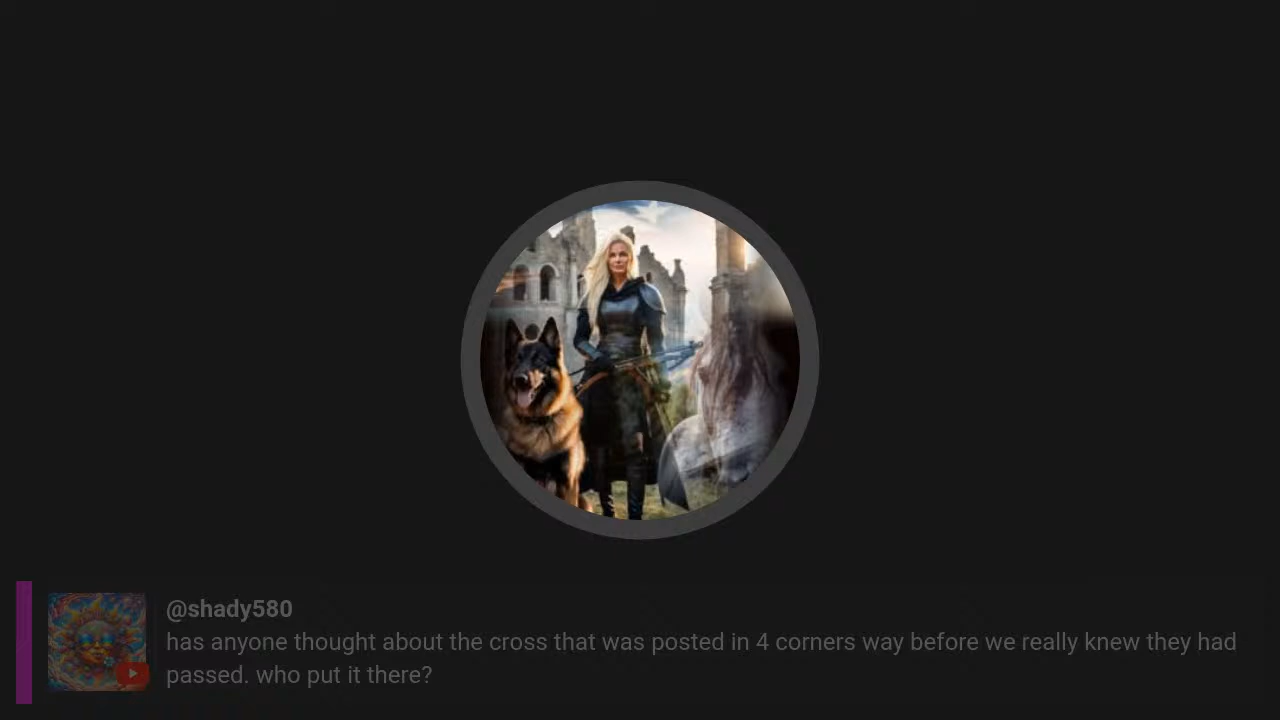 @shady580
has anyone thought about the cross that was posted in 4 corners way before we really knew they had
passed. who put it there?